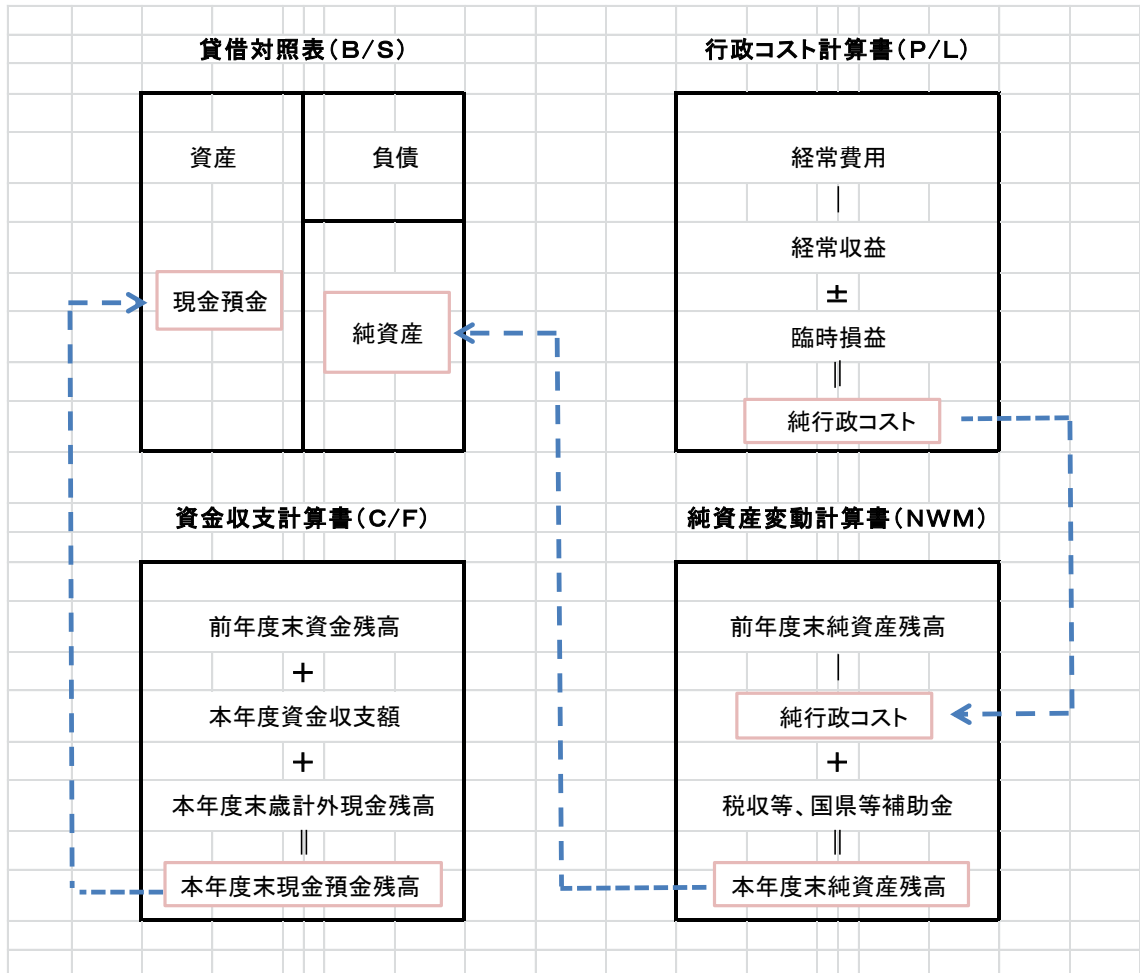 貸借対照表(B/S)
資産
負債
現金預金
純資産
行政コスト計算書(P/L)
経常費用
|
経常収益
±
臨時損益
||
純行政コスト
資金収支計算書(C/F)
前年度末資金残高
+
本年度資金収支額
+
本年度末歳計外現金残高
||
本年度末現金預金残高
純資産変動計算書(NWM)
前年度末純資産残高
|
純行政コスト
+
税収等、国県等補助金
||
本年度末純資産残高